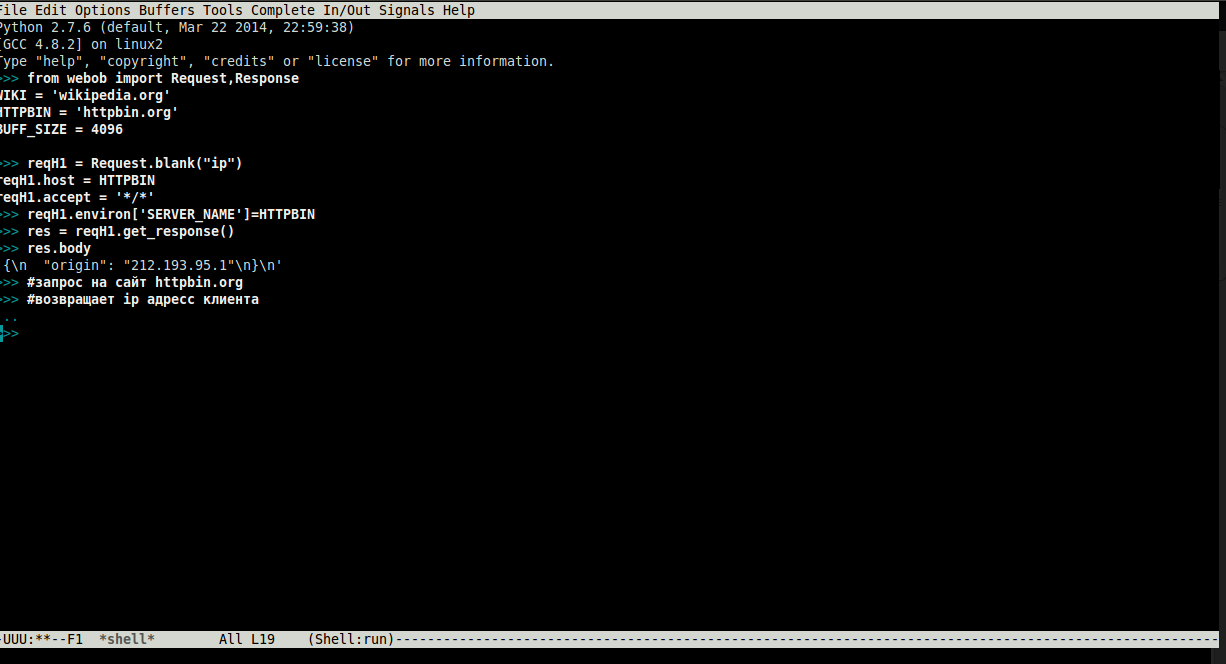 File Edit Options Buffers Tools Complete In/Out Signals Help
Python 2.7.6 (default, Mar 22 2014, 22:59:38)
[GCC 4.8.2] on linux2
Type "help", "copyright", "credits" or "license" for more information.
>>> from webob import Request,Response
WIKI = 'wikipedia.org'
HTTPBIN = 'httpbin.org'
BUFF_SIZE = 4096
>>> reqH1 = Request.blank("ip")
reqH1.host = HTTPBIN
reqH1.accept = '*/*'
>>> reqH1.environ['SERVER_NAME']=HTTPBIN
>>> res = reqH1.get_response()
>>> res.body
'{\n  "origin": "212.193.95.1"\n}\n'
>>> #запрос на сайт httpbin.org
>>> #возвращает ip адресс клиента
...
>>>
-UUU:**--F1  *shell*        All L19    (Shell:run)-------------------------------------------------------------------------------------------------------